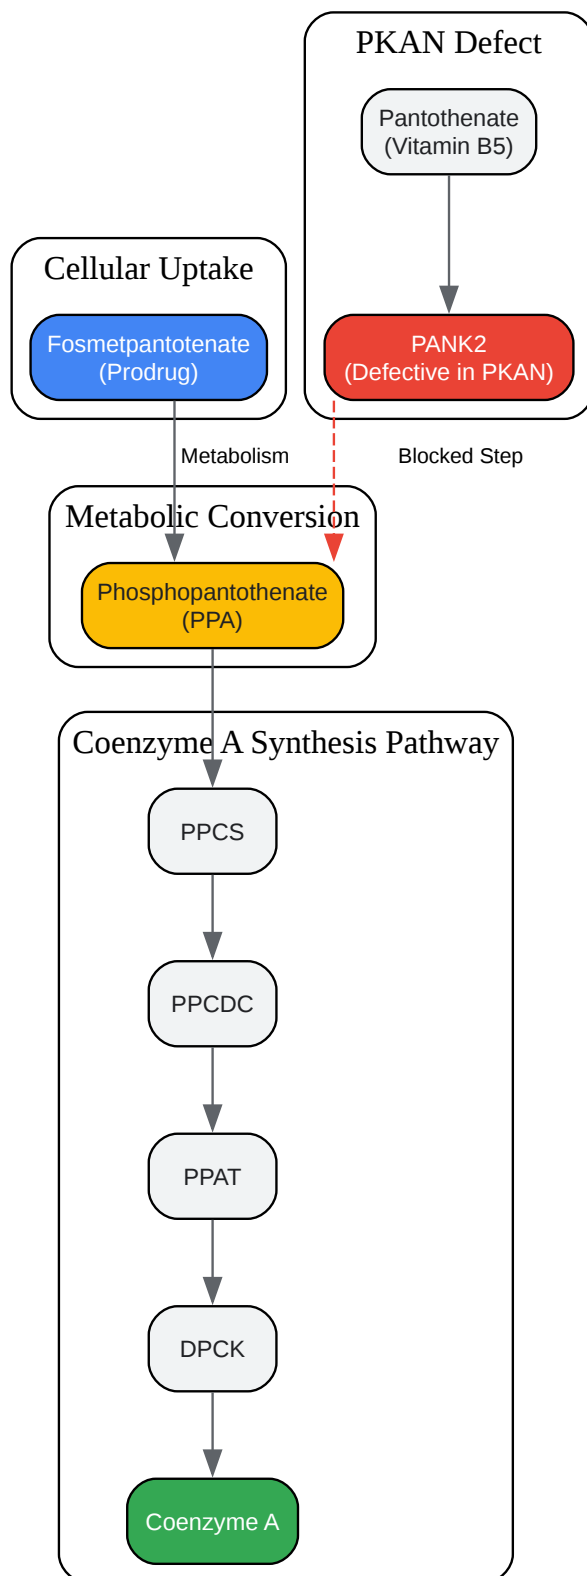 PKAN Defect
Pantothenate
(Vitamin B5)
Cellular Uptake
Fosmetpantotenate
(Prodrug)
PANK2
(Defective in PKAN)
Metabolism
Blocked Step
Metabolic Conversion
Phosphopantothenate
(PPA)
Coenzyme A Synthesis Pathway
PPCS
PPCDC
PPAT
DPCK
Coenzyme A